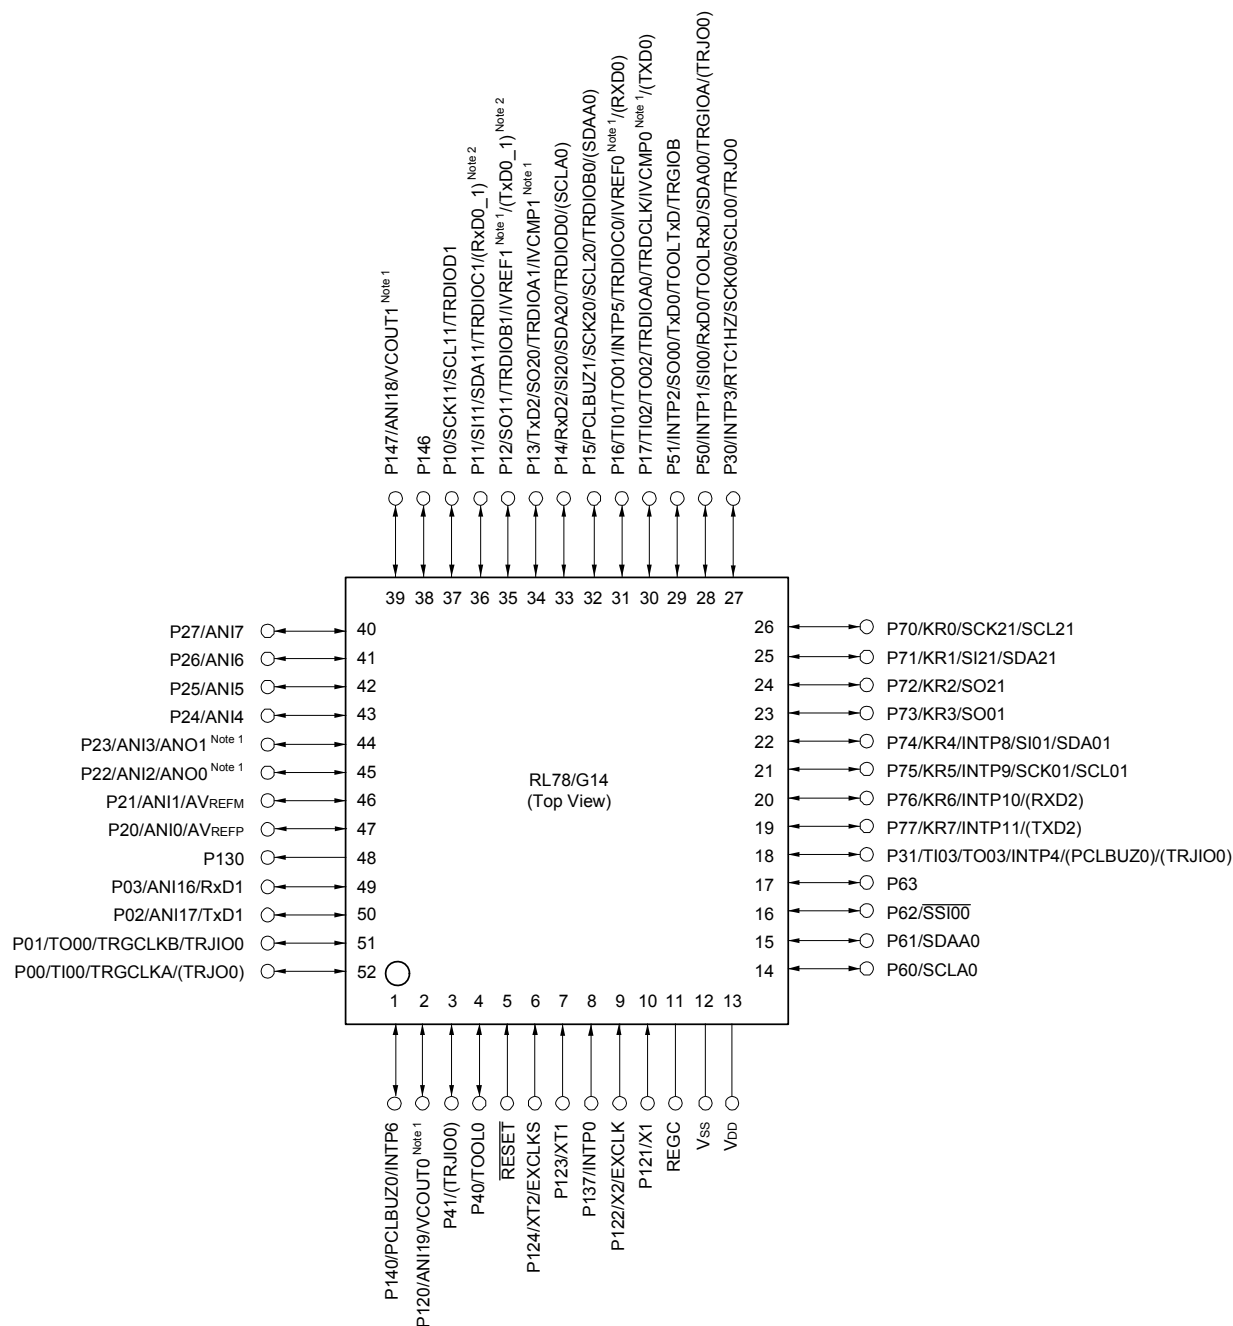 P147/ANI18/VCOUT1 Note 1
P146
P10/SCK11/SCL11/TRDIOD1
P11/SI11/SDA11/TRDIOC1/(RxD0_1) Note 2
P12/SO11/TRDIOB1/IVREF1 Note 1/(TxD0_1) Note 2
P13/TxD2/SO20/TRDIOA1/IVCMP1 Note 1
P14/RxD2/SI20/SDA20/TRDIOD0/(SCLA0)
P15/PCLBUZ1/SCK20/SCL20/TRDIOB0/(SDAA0)
P16/TI01/TO01/INTP5/TRDIOC0/IVREF0 Note 1/(RXD0)
P17/TI02/TO02/TRDIOA0/TRDCLK/IVCMP0 Note 1/(TXD0)
P51/INTP2/SO00/TxD0/TOOLTxD/TRGIOB
P50/INTP1/SI00/RxD0/TOOLRxD/SDA00/TRGIOA/(TRJO0)
P30/INTP3/RTC1HZ/SCK00/SCL00/TRJO0
39 38 37 36 35 34 33 32 31 30 29 28 27
P27/ANI7 40
P26/ANI6 41
P25/ANI5 42
P24/ANI4 43
P23/ANI3/ANO1 Note 1 44
P22/ANI2/ANO0 Note 1 45
P21/ANI1/AVREFM 46
P20/ANI0/AVREFP 47
P130 48
P03/ANI16/RxD1 49
P02/ANI17/TxD1 50
P01/TO00/TRGCLKB/TRJIO0 51
P00/TI00/TRGCLKA/(TRJO0) 52
RL78/G14
(Top View)
26 P70/KR0/SCK21/SCL21
25 P71/KR1/SI21/SDA21
24 P72/KR2/SO21
23 P73/KR3/SO01
22 P74/KR4/INTP8/SI01/SDA01
21 P75/KR5/INTP9/SCK01/SCL01
20 P76/KR6/INTP10/(RXD2)
19 P77/KR7/INTP11/(TXD2)
18 P31/TI03/TO03/INTP4/(PCLBUZ0)/(TRJIO0)
17 P63
16 P62/SSI00
15 P61/SDAA0
14 P60/SCLA0
1 2 3 4 5 6 7 8 9 10 11 12 13
P140/PCLBUZ0/INTP6
P120/ANI19/VCOUT0 Note 1
P41/(TRJIO0)
P40/TOOL0
RESET
P124/XT2/EXCLKS
P123/XT1
P137/INTP0
P122/X2/EXCLK
P121/X1
REGC
VSS
VDD